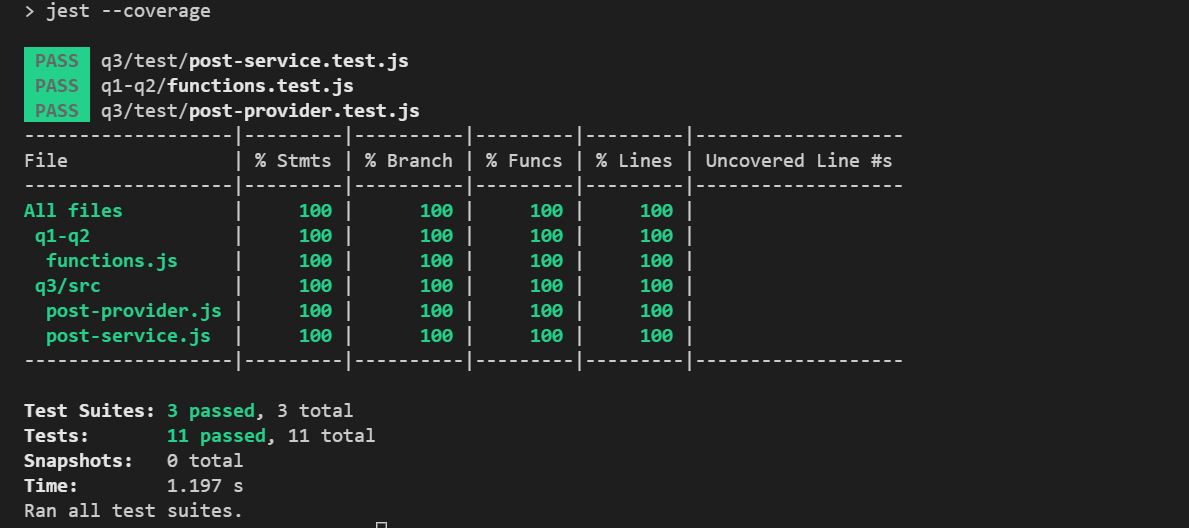 > jest --coverage
PASS q3/test/post-service.test.js
PASS q1-q2/functions.test.js
PASS q3/test/post-provider.test.js
-------------------|---------|----------|---------|---------|-------------------
File               | % Stmts | % Branch | % Funcs | % Lines | Uncovered Line #s
-------------------|---------|----------|---------|---------|-------------------
All files          |     100 |      100 |     100 |     100 |
 q1-q2             |     100 |      100 |     100 |     100 |
  functions.js     |     100 |      100 |     100 |     100 |
 q3/src            |     100 |      100 |     100 |     100 |
  post-provider.js |     100 |      100 |     100 |     100 |
  post-service.js  |     100 |      100 |     100 |     100 |
-------------------|---------|----------|---------|---------|-------------------
Test Suites: 3 passed, 3 total
Tests:       11 passed, 11 total
Snapshots:   0 total
Time:        1.197 s
Ran all test suites.